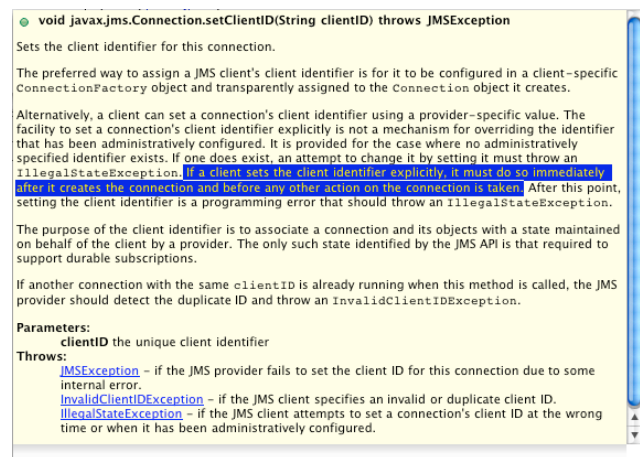 void javax.jms.Connection.setClientID(String clientID) throws JMSException
Sets the client identifier for this connection.
The preferred way to assign a JMS client's client identifier is for it to be configured in a client-specific
ConnectionFactory object and transparently assigned to the Connection object it creates.
Alternatively, a client can set a connection's client identifier using a provider-specific value. The
facility to set a connection's client identifier explicitly is not a mechanism for overriding the identifier
that has been administratively configured. It is provided for the case where no administratively
specified identifier exists. If one does exist, an attempt to change it by setting it must throw an
IllegalStateException. If a client sets the client identifier explicitly, it must do so immediately
after it creates the connection and before any other action on the connection is taken. After this point,
setting the client identifier is a programming error that should throw an IllegalStateException.
The purpose of the client identifier is to associate a connection and its objects with a state maintained
on behalf of the client by a provider. The only such state identified by the JMS API is that required to
support durable subscriptions.
If another connection with the same clientID is already running when this method is called, the JMS
provider should detect the duplicate ID and throw an InvalidClientIDException.
Parameters:
clientID the unique client identifier
Throws:
JMSException - if the JMS provider fails to set the client ID for this connection due to some
internal error.
InvalidClientIDException - if the JMS client specifies an invalid or duplicate client ID.
IllegalStateException - if the JMS client attempts to set a connection's client ID at the wrong
time or when it has been administratively configured.